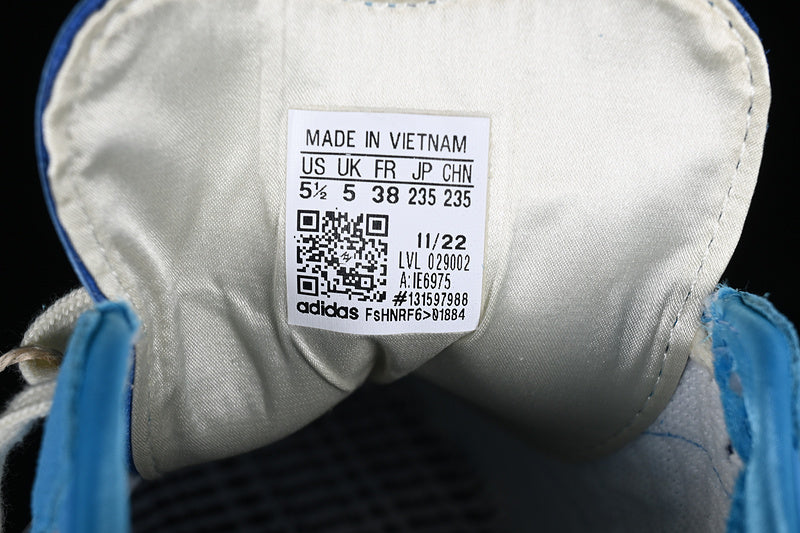 MADE IN VIETNAM
US UK FR JP CHN
5½ 5 38 235 235
11/22
LVL 029002
A:IE6975
#131597988
adidas FsHNRF6>01884